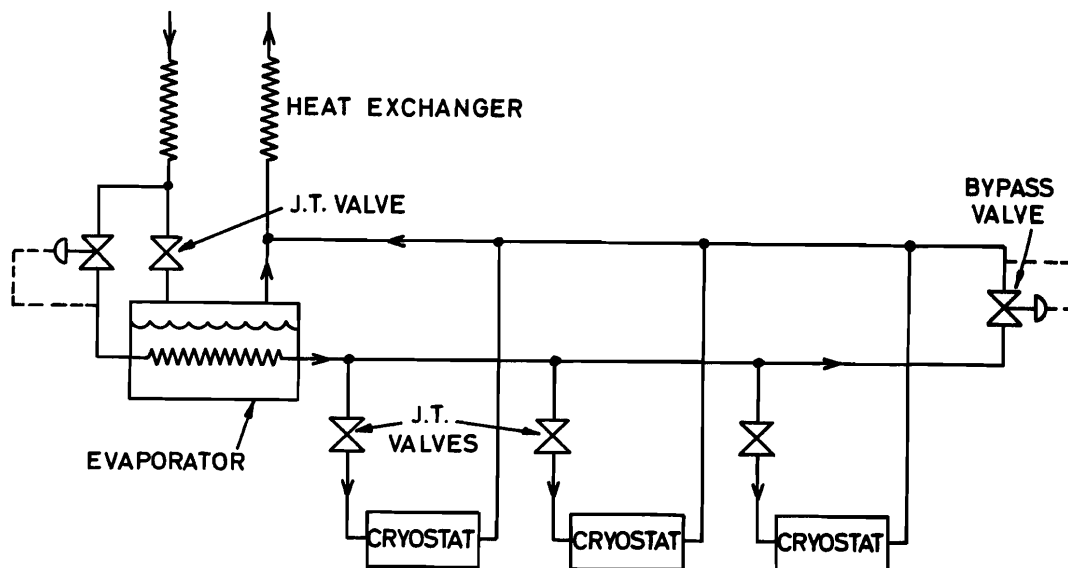 HEAT EXCHANGER
J.T. VALVE
BYPASS
VALVE
J.T.
VALVES
EVAPORATOR
CRYOSTAT
CRYOSTAT
CRYOSTAT